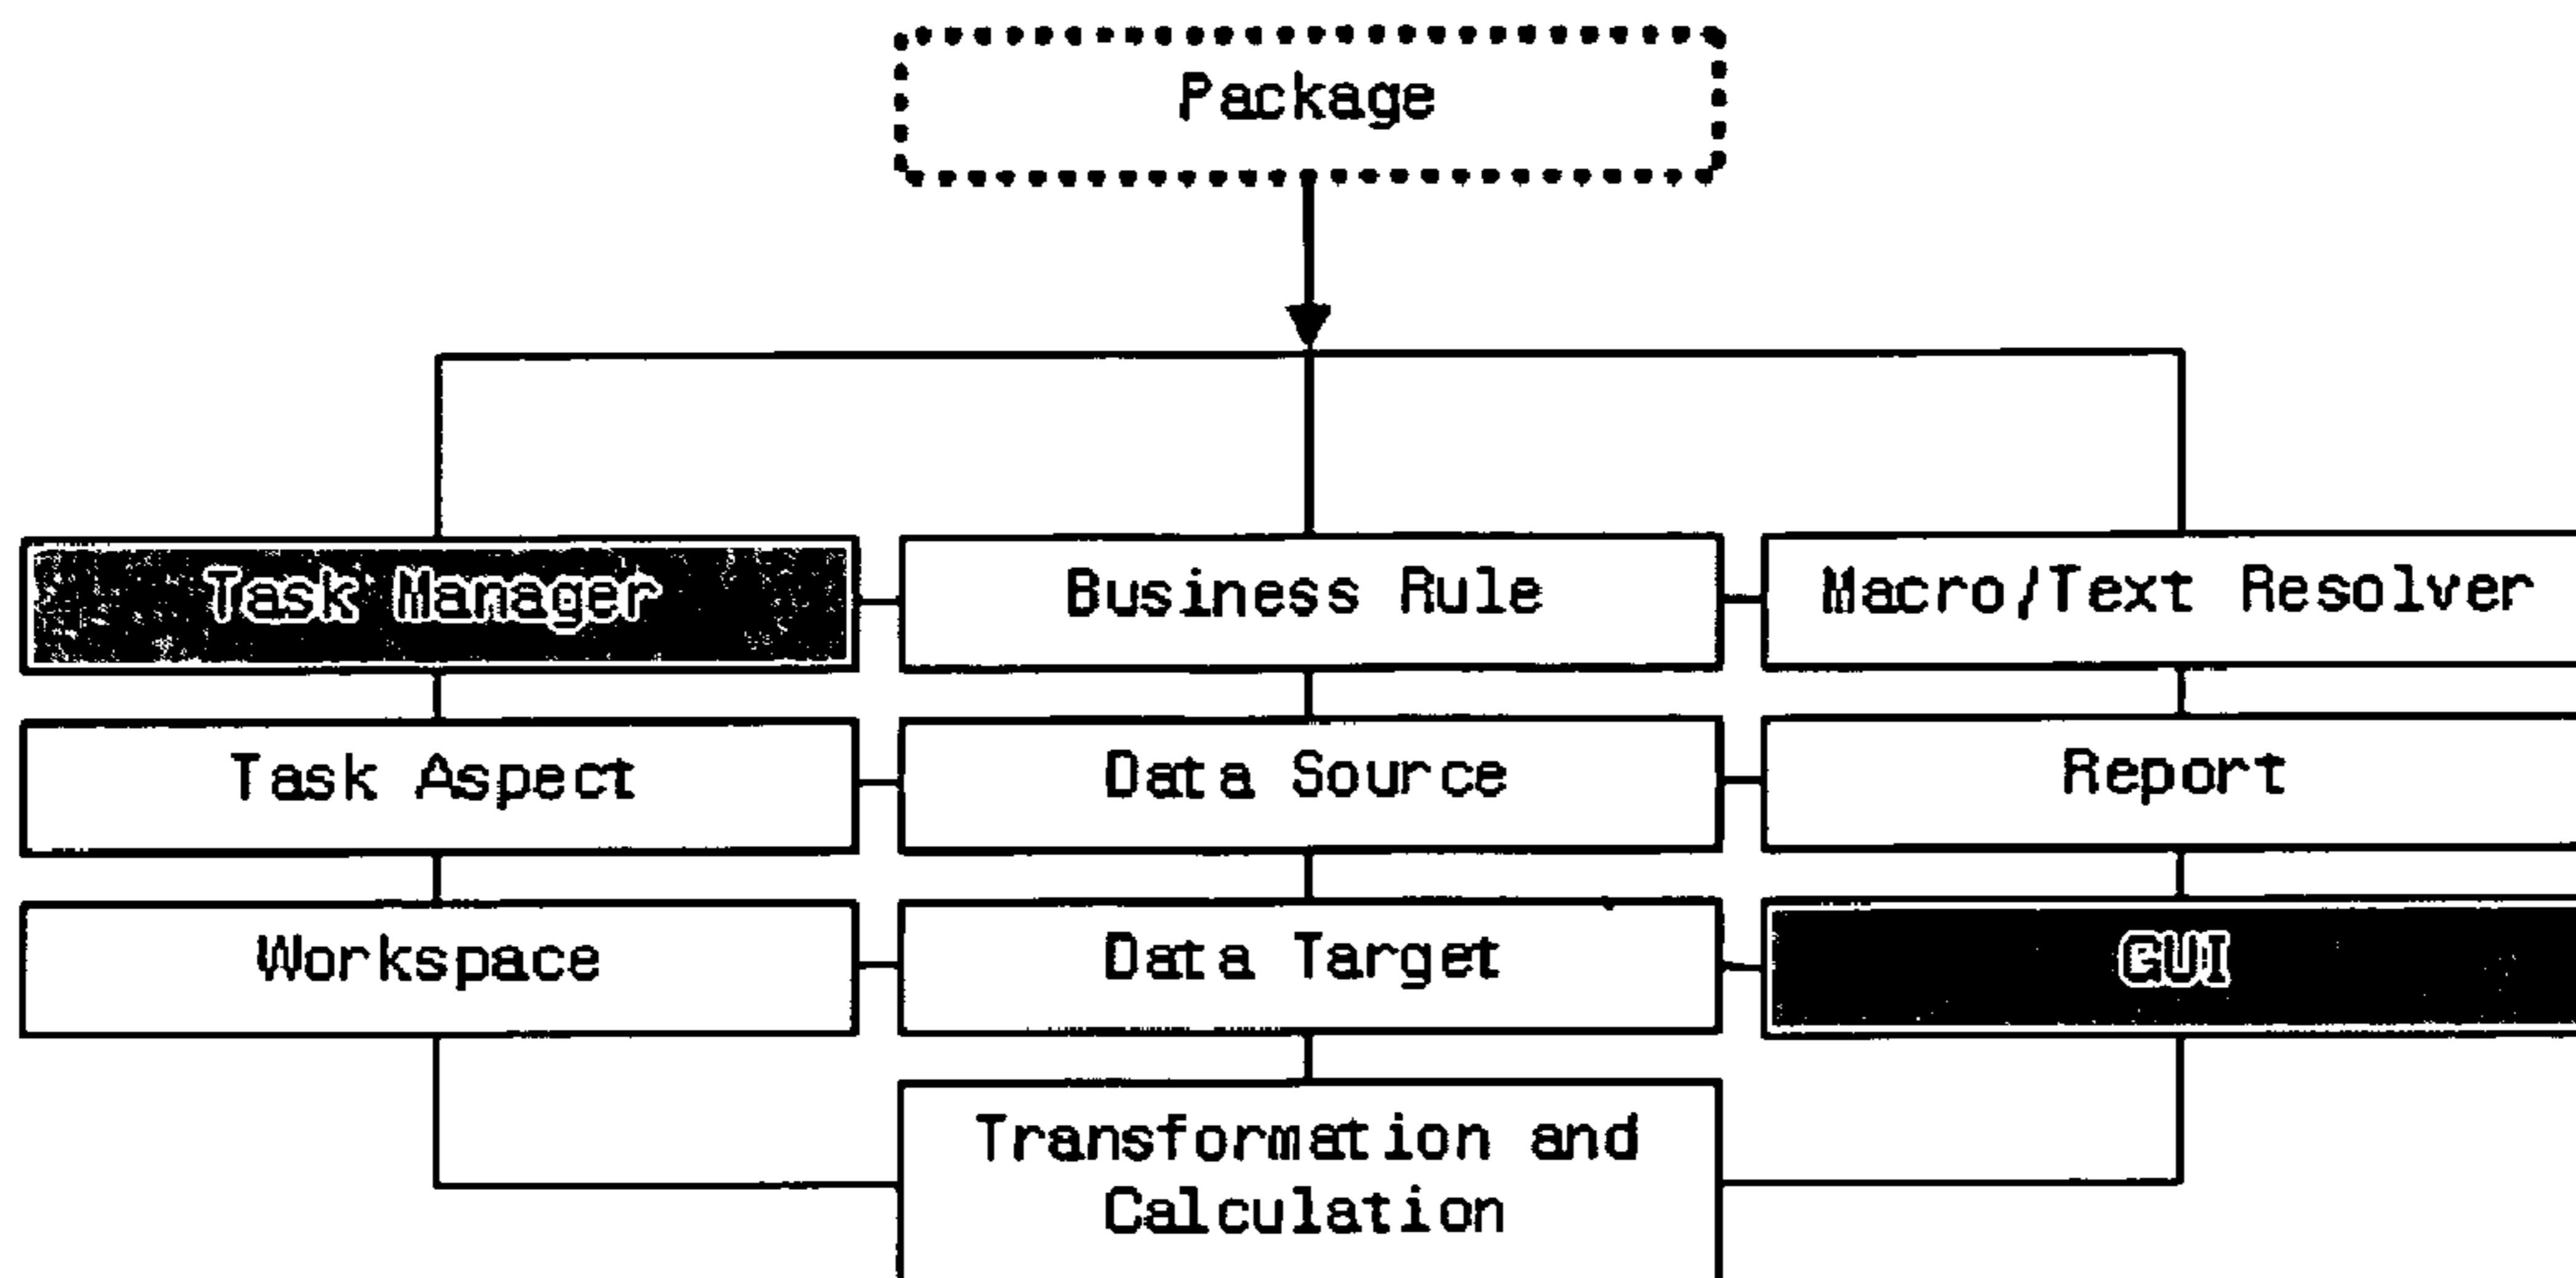 Package
Task Manager
Business Rule
Macro/Text Resolver
Task Aspect
Data Source
Report
Workspace
Data Target
GUI
Transformation and
Calculation